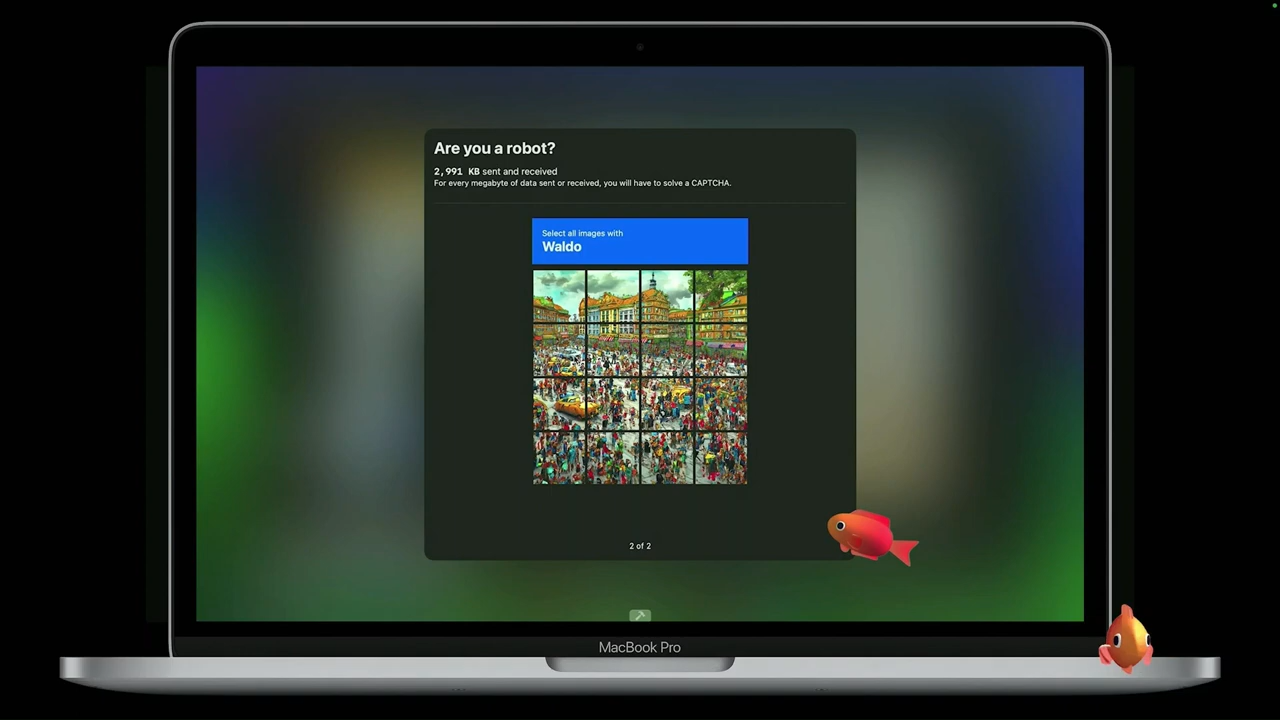 Are you a robot?
2,991 KB sent and received
For every megabyte of data sent or received, you will have to solve a CAPTCHA.
Select all images with
Waldo
2 of 2
MacBook Pro